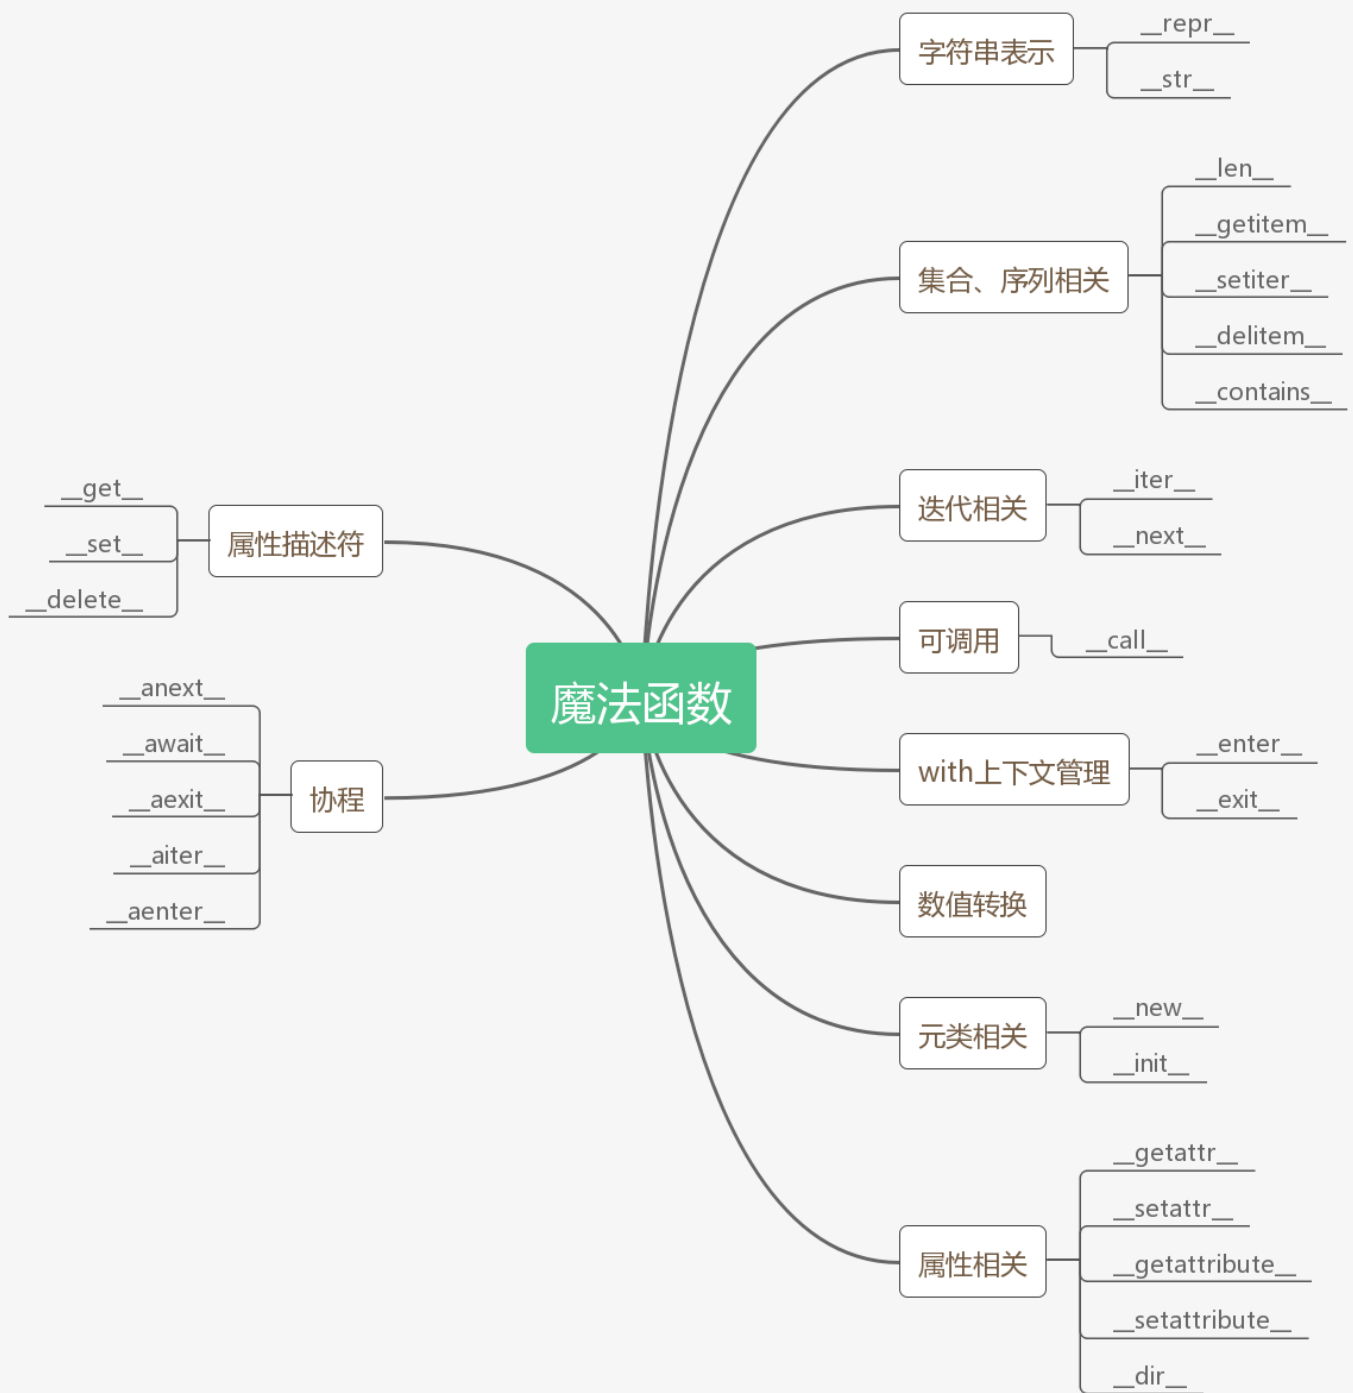 魔法函数
字符串表示
__repr__
__str__
集合、序列相关
__len__
__getitem__
__setiter__
__delitem__
__contains__
迭代相关
__iter__
__next__
可调用
__call__
with上下文管理
__enter__
__exit__
数值转换
元类相关
__new__
__init__
属性相关
__getattr__
__setattr__
__getattribute__
__setattribute__
__dir__
属性描述符
__get__
__set__
__delete__
协程
__anext__
__await__
__aexit__
__aiter__
__aenter__